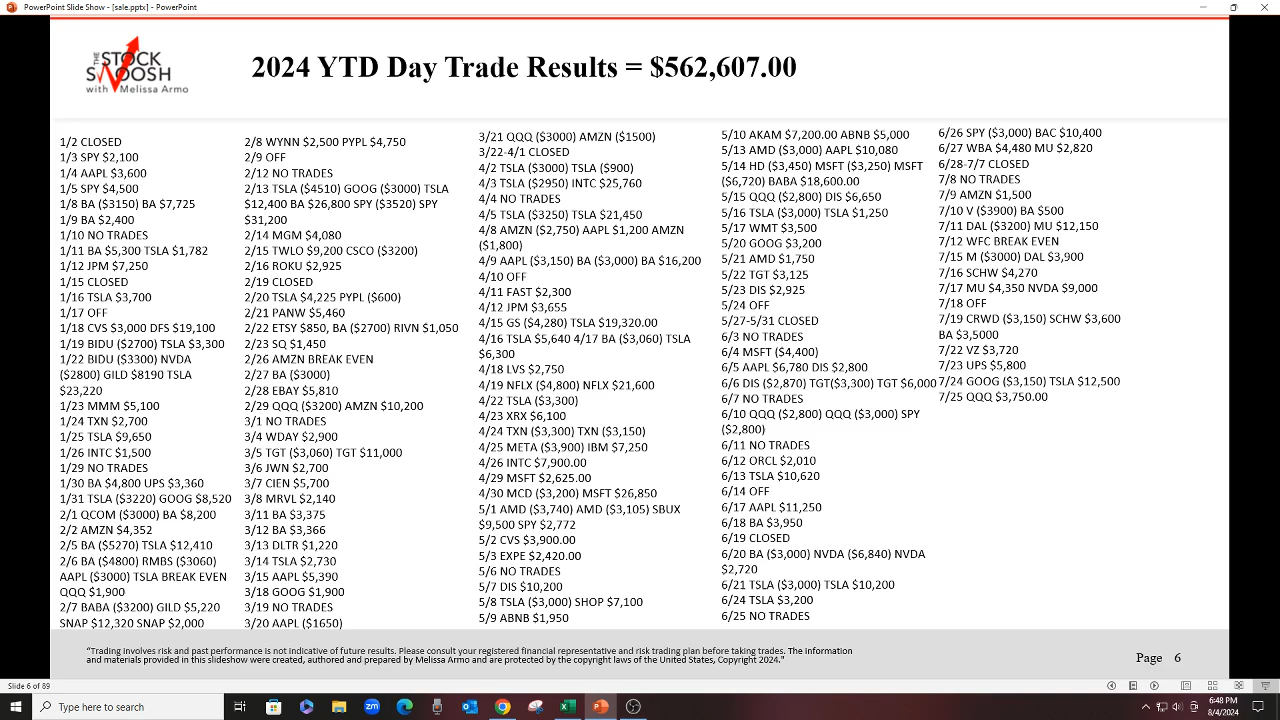 PowerPoint Slide Show - [sale.pptx] - PowerPoint
THE
STOCK
SWOOSH
with Melissa Armo
2024 YTD Day Trade Results = $562,607.00
1/2 CLOSED
1/3 SPY $2,100
1/4 AAPL $3,600
1/5 SPY $4,500
1/8 BA ($3150) BA $7,725
1/9 BA $2,400
1/10 NO TRADES
1/11 BA $5,300 TSLA $1,782
1/12 JPM $7,250
1/15 CLOSED
1/16 TSLA $3,700
1/17 OFF
1/18 CVS $3,000 DFS $19,100
1/19 BIDU ($2700) TSLA $3,300
1/22 BIDU ($3300) NVDA
($2800) GILD $8190 TSLA
$23,220
1/23 MMM $5,100
1/24 TXN $2,700
1/25 TSLA $9,650
1/26 INTC $1,500
1/29 NO TRADES
1/30 BA $4,800 UPS $3,360
1/31 TSLA ($3220) GOOG $8,520
2/1 QCOM ($3000) BA $8,200
2/2 AMZN $4,352
2/5 BA ($5270) TSLA $12,410
2/6 BA ($4800) RMBS ($3060)
AAPL ($3000) TSLA BREAK EVEN
QQQ $1,900
2/7 BABA ($3200) GILD $5,220
SNAP $12,320 SNAP $2,000
2/8 WYNN $2,500 PYPL $4,750
2/9 OFF
2/12 NO TRADES
2/13 TSLA ($4510) GOOG ($3000) TSLA
$12,400 BA $26,800 SPY ($3520) SPY
$31,200
2/14 MGM $4,080
2/15 TWLO $9,200 CSCO ($3200)
2/16 ROKU $2,925
2/19 CLOSED
2/20 TSLA $4,225 PYPL ($600)
2/21 PANW $5,460
2/22 ETSY $850, BA ($2700) RIVN $1,050
2/23 SQ $1,450
2/26 AMZN BREAK EVEN
2/27 BA ($3000)
2/28 EBAY $5,810
2/29 QQQ ($3200) AMZN $10,200
3/1 NO TRADES
3/4 WDAY $2,900
3/5 TGT ($3,060) TGT $11,000
3/6 JWN $2,700
3/7 CIEN $5,700
3/8 MRVL $2,140
3/11 BA $3,375
3/12 BA $3,366
3/13 DLTR $1,220
3/14 TSLA $2,730
3/15 AAPL $5,390
3/18 GOOG $1,900
3/19 NO TRADES
3/20 AAPL ($1650)
3/21 QQQ ($3000) AMZN ($1500)
3/22-4/1 CLOSED
4/2 TSLA ($3000) TSLA ($900)
4/3 TSLA ($2950) INTC $25,760
4/4 NO TRADES
4/5 TSLA ($3250) TSLA $21,450
4/8 AMZN ($2,750) AAPL $1,200 AMZN
($1,800)
4/9 AAPL ($3,150) BA ($3,000) BA $16,200
4/10 OFF
4/11 FAST $2,300
4/12 JPM $3,655
4/15 GS ($4,280) TSLA $19,320.00
4/16 TSLA $5,640 4/17 BA ($3,060) TSLA
$6,300
4/18 LVS $2,750
4/19 NFLX ($4,800) NFLX $21,600
4/22 TSLA ($3,300)
4/23 XRX $6,100
4/24 TXN ($3,300) TXN ($3,150)
4/25 META ($3,900) IBM $7,250
4/26 INTC $7,900.00
4/29 MSFT $2,625.00
4/30 MCD ($3,200) MSFT $26,850
5/1 AMD ($3,740) AMD ($3,105) SBUX
$9,500 SPY $2,772
5/2 CVS $3,900.00
5/3 EXPE $2,420.00
5/6 NO TRADES
5/7 DIS $10,200
5/8 TSLA ($3,000) SHOP $7,100
5/9 ABNB $1,950
5/10 AKAM $7,200.00 ABNB $5,000
5/13 AMD ($3,000) AAPL $10,080
5/14 HD ($3,450) MSFT ($3,250) MSFT
($6,720) BABA $18,600.00
5/15 QQQ ($2,800) DIS $6,650
5/16 TSLA ($3,000) TSLA $1,250
5/17 WMT $3,500
5/20 GOOG $3,200
5/21 AMD $1,750
5/22 TGT $3,125
5/23 DIS $2,925
5/24 OFF
5/27-5/31 CLOSED
6/3 NO TRADES
6/4 MSFT ($4,400)
6/5 AAPL $6,780 DIS $2,800
6/6 DIS ($2,870) TGT($3,300) TGT $6,000
6/7 NO TRADES
6/10 QQQ ($2,800) QQQ ($3,000) SPY
($2,800)
6/11 NO TRADES
6/12 ORCL $2,010
6/13 TSLA $10,620
6/14 OFF
6/17 AAPL $11,250
6/18 BA $3,950
6/19 CLOSED
6/20 BA ($3,000) NVDA ($6,840) NVDA
$2,720
6/21 TSLA ($3,000) TSLA $10,200
6/24 TSLA $3,200
6/25 NO TRADES
6/26 SPY ($3,000) BAC $10,400
6/27 WBA $4,480 MU $2,820
6/28-7/7 CLOSED
7/8 NO TRADES
7/9 AMZN $1,500
7/10 V ($3900) BA $500
7/11 DAL ($3200) MU $12,150
7/12 WFC BREAK EVEN
7/15 M ($3000) DAL $3,900
7/16 SCHW $4,270
7/17 MU $4,350 NVDA $9,000
7/18 OFF
7/19 CRWD ($3,150) SCHW $3,600
BA $3,5000
7/22 VZ $3,720
7/23 UPS $5,800
7/24 GOOG ($3,150) TSLA $12,500
7/25 QQQ $3,750.00
"Trading involves risk and past performance is not indicative of future results. Please consult your registered financial representative and risk trading plan before taking trades. The information
and materials provided in this slideshow were created, authored and prepared by Melissa Armo and are protected by the copyright laws of the United States, Copyright 2024."
Page 6
Slide 6 of 89
Type here to search
6:48 PM
8/4/2024